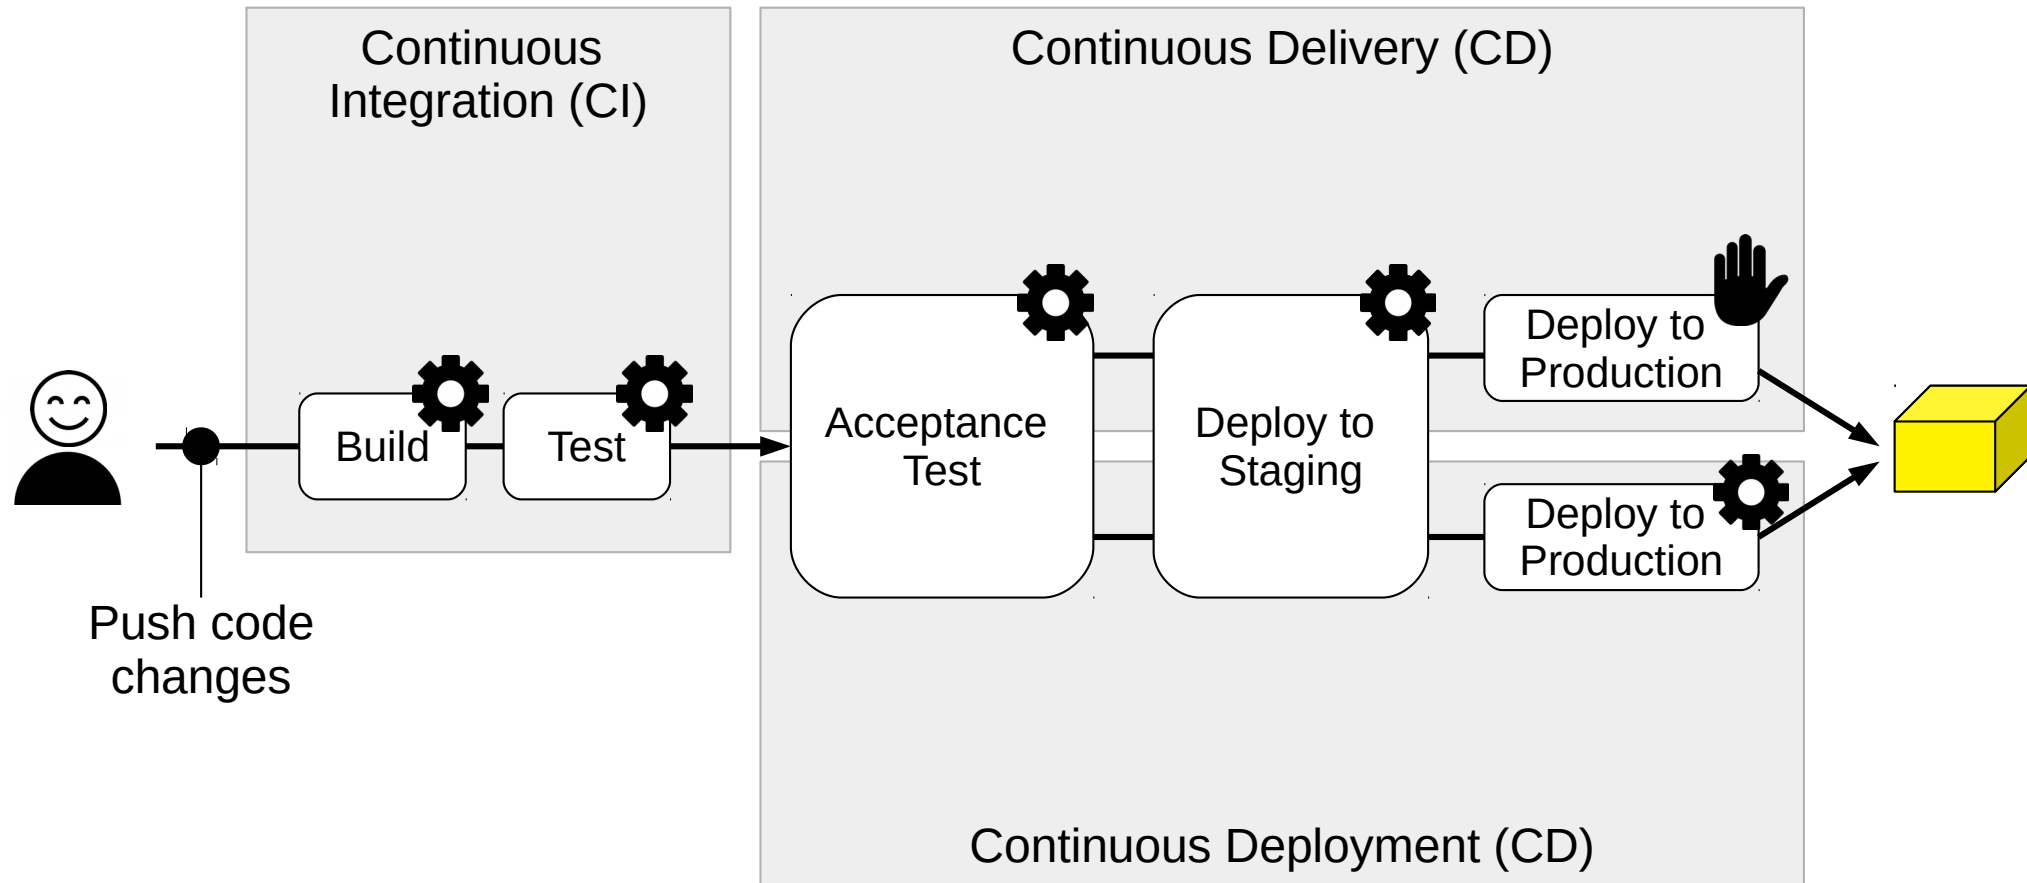 Continuous
Integration (CI)
Continuous Delivery (CD)
Build
Test
Acceptance
Test
Deploy to
Staging
Deploy to
Production
Deploy to
Production
Push code
changes
Continuous Deployment (CD)